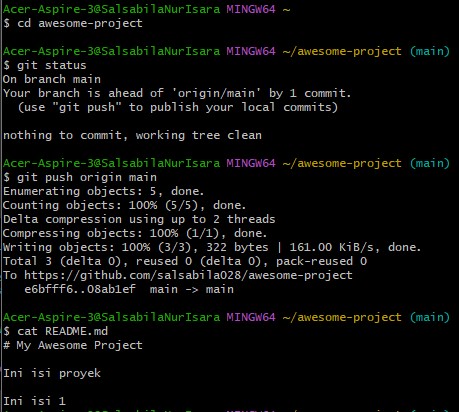 Acer-Aspire-3@SalsabilaNurIsara MINGW64 ~
$ cd awesome-project
Acer-Aspire-3@SalsabilaNurIsara MINGW64 ~/awesome-project (main)
$ git status
On branch main
Your branch is ahead of 'origin/main' by 1 commit.
(use "git push" to publish your local commits)
nothing to commit, working tree clean
Acer-Aspire-3@SalsabilaNurIsara MINGW64 ~/awesome-project (main)
$ git push origin main
Enumerating objects: 5, done.
Counting objects: 100% (5/5), done.
Delta compression using up to 2 threads
Compressing objects: 100% (1/1), done.
Writing objects: 100% (3/3), 322 bytes | 161.00 KiB/s, done.
Total 3 (delta 0), reused 0 (delta 0), pack-reused 0
To https://github.com/salsabila028/awesome-project
e6bfff6..08ab1ef main -> main
Acer-Aspire-3@SalsabilaNurIsara MINGW64 ~/awesome-project (main)
$ cat README.md
# My Awesome Project
Ini isi proyek
Ini isi 1